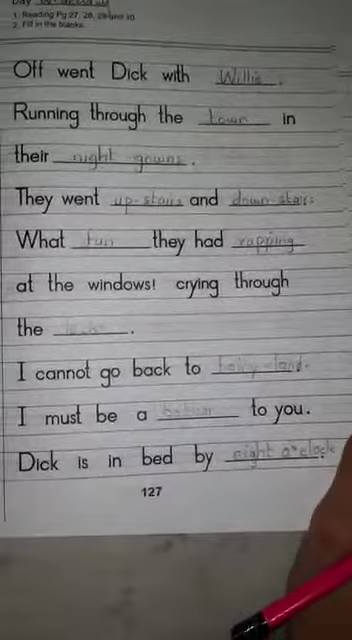 1. Reading Pg 27, 28, 29 and 30
2. Fill in the blanks.
Off went Dick with Willie.
Running through the town in
their night gowns.
They went up-stairs and down-stairs
What fun they had rapping
at the windows! crying through
the locks.
I cannot go back to fairy-land.
I must be a to you.
Dick is in bed by eight o'clock.
127